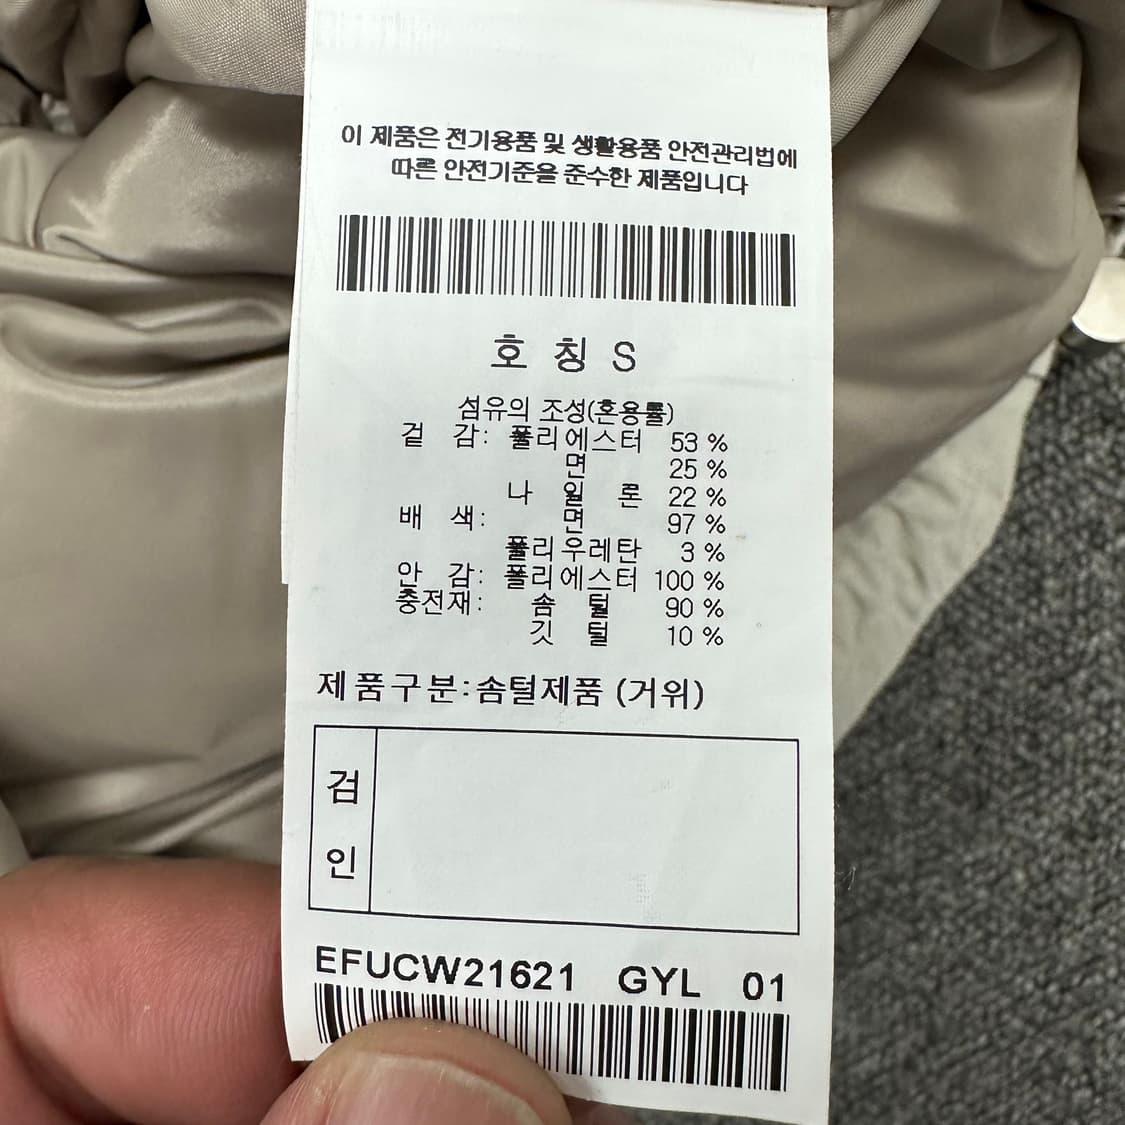 이 제품은 전기용품 및 생활용품 안전관리법에
따른 안전기준을 준수한 제품입니다
호 칭 S
섬유의 조성(혼용률)
겉 감: 폴리에스터 53 %
면 25 %
나 일 론 22 %
배 색: 면 97 %
폴리우레탄 3 %
안 감: 폴리에스터 100 %
충전재: 솜 털 90 %
깃 털 10 %
제품구분:솜털제품 (거위)
검
인
EFUCW21621 GYL 01